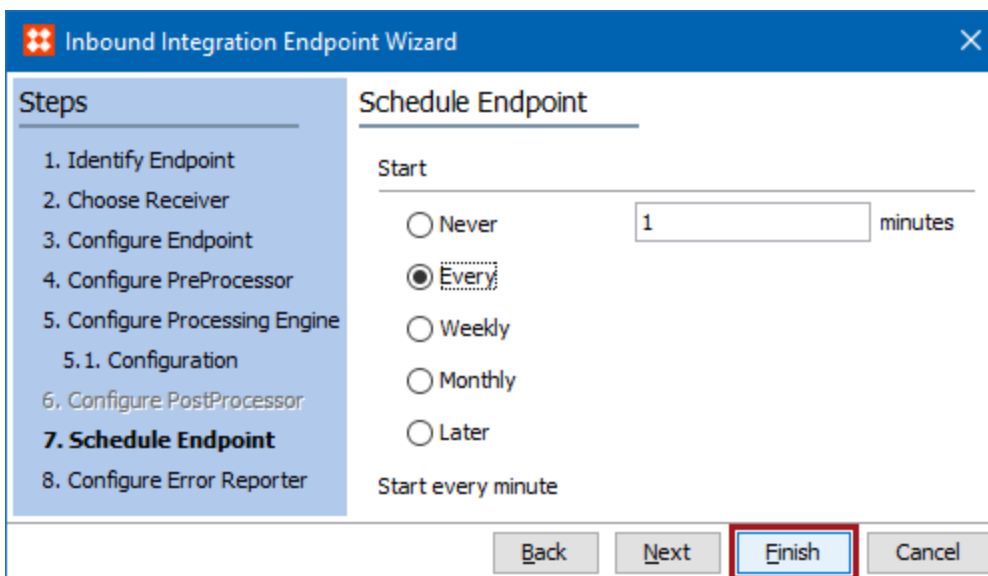 Inbound Integration Endpoint Wizard
Steps
1. Identify Endpoint
2. Choose Receiver
3. Configure Endpoint
4. Configure PreProcessor
5. Configure Processing Engine
5.1. Configuration
6. Configure PostProcessor
7. Schedule Endpoint
8. Configure Error Reporter
Schedule Endpoint
Start
Never
1 minutes
Every
Weekly
Monthly
Later
Start every minute
Back Next Finish Cancel